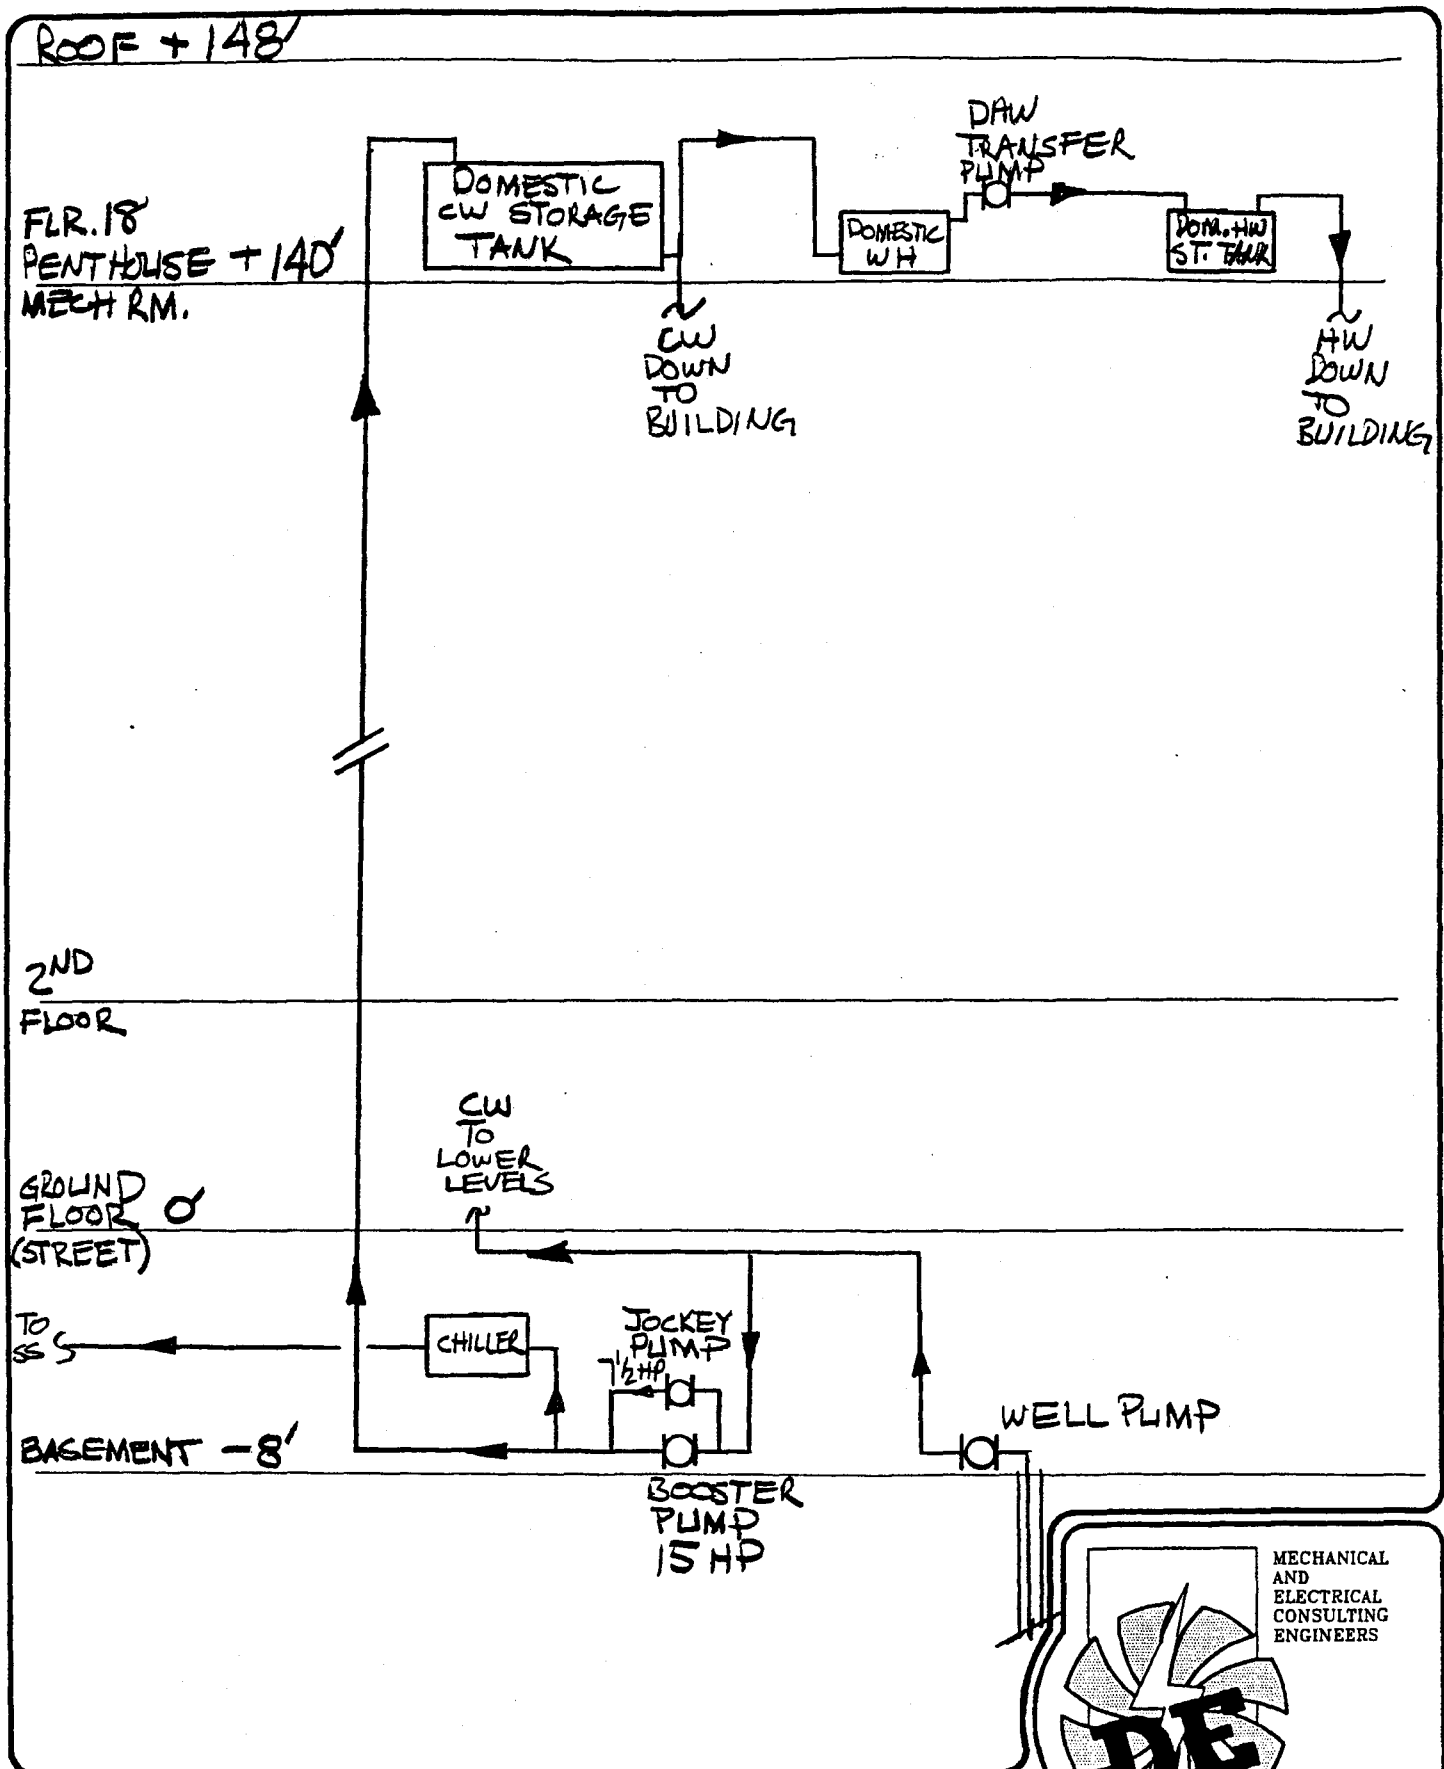 ROOF + 148'
FLR. 18
PENTHOUSE + 140'
MECH RM.
DOMESTIC
CW STORAGE
TANK
CW
DOWN
TO
BUILDING
DOMESTIC
WH
DHW
TRANSFER
PUMP
DOM. HW
ST. TANK
HW
DOWN
TO
BUILDING
2ND
FLOOR
GROUND
FLOOR 0'
(STREET)
CW
TO
LOWER
LEVELS
TO
SS
CHILLER
JOCKEY
PUMP
7 1/2 HP
BASEMENT -8'
BOOSTER
PUMP
15 HP
WELL PUMP
MECHANICAL
AND
ELECTRICAL
CONSULTING
ENGINEERS
DE